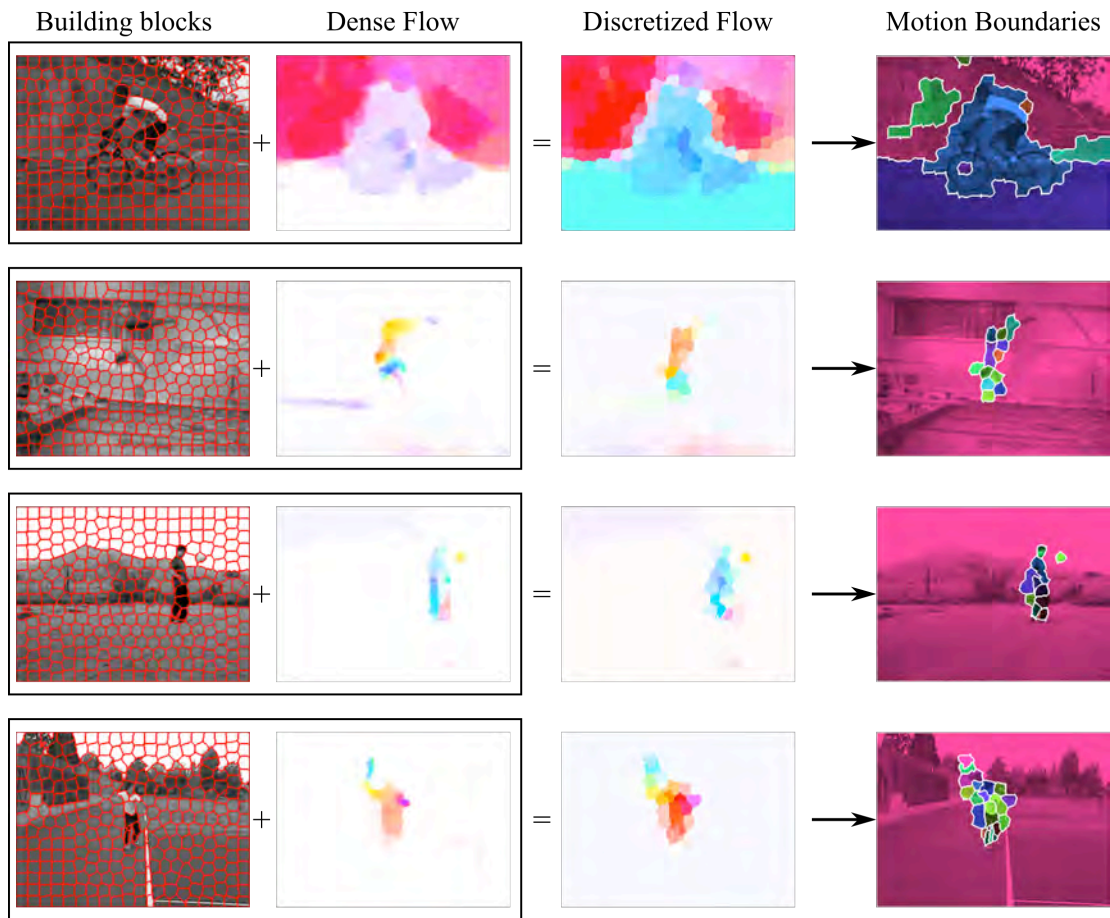 Building blocks Dense Flow Discretized Flow Motion Boundaries
+ =
+ =
+ =
+ =